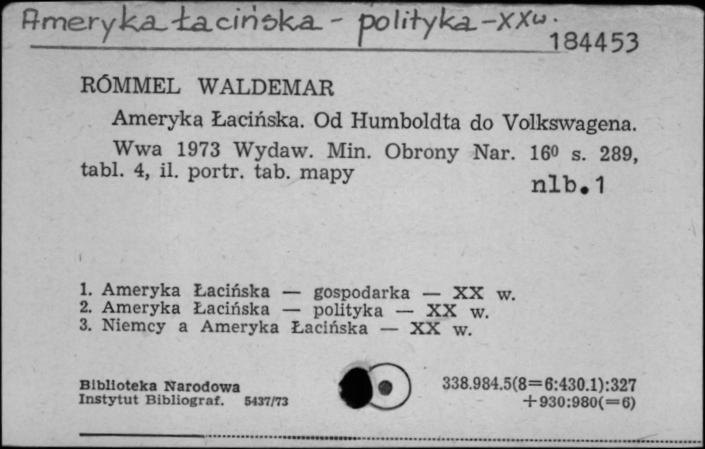 Ameryka Łacińska - polityka - XX w.
184453
RÓMMEL WALDEMAR
Ameryka Łacińska. Od Humboldta do Volkswagena.
Wwa 1973 Wydaw. Min. Obrony Nar. 16⁰ s. 289,
tabl. 4, il. portr. tab. mapy
nlb. 1
1. Ameryka Łacińska — gospodarka — XX w.
2. Ameryka Łacińska — polityka — XX w.
3. Niemcy a Ameryka Łacińska — XX w.
Biblioteka Narodowa
Instytut Bibliograf. 5437/73
338.984.5(8=6:430.1):327
+930:980(=6)